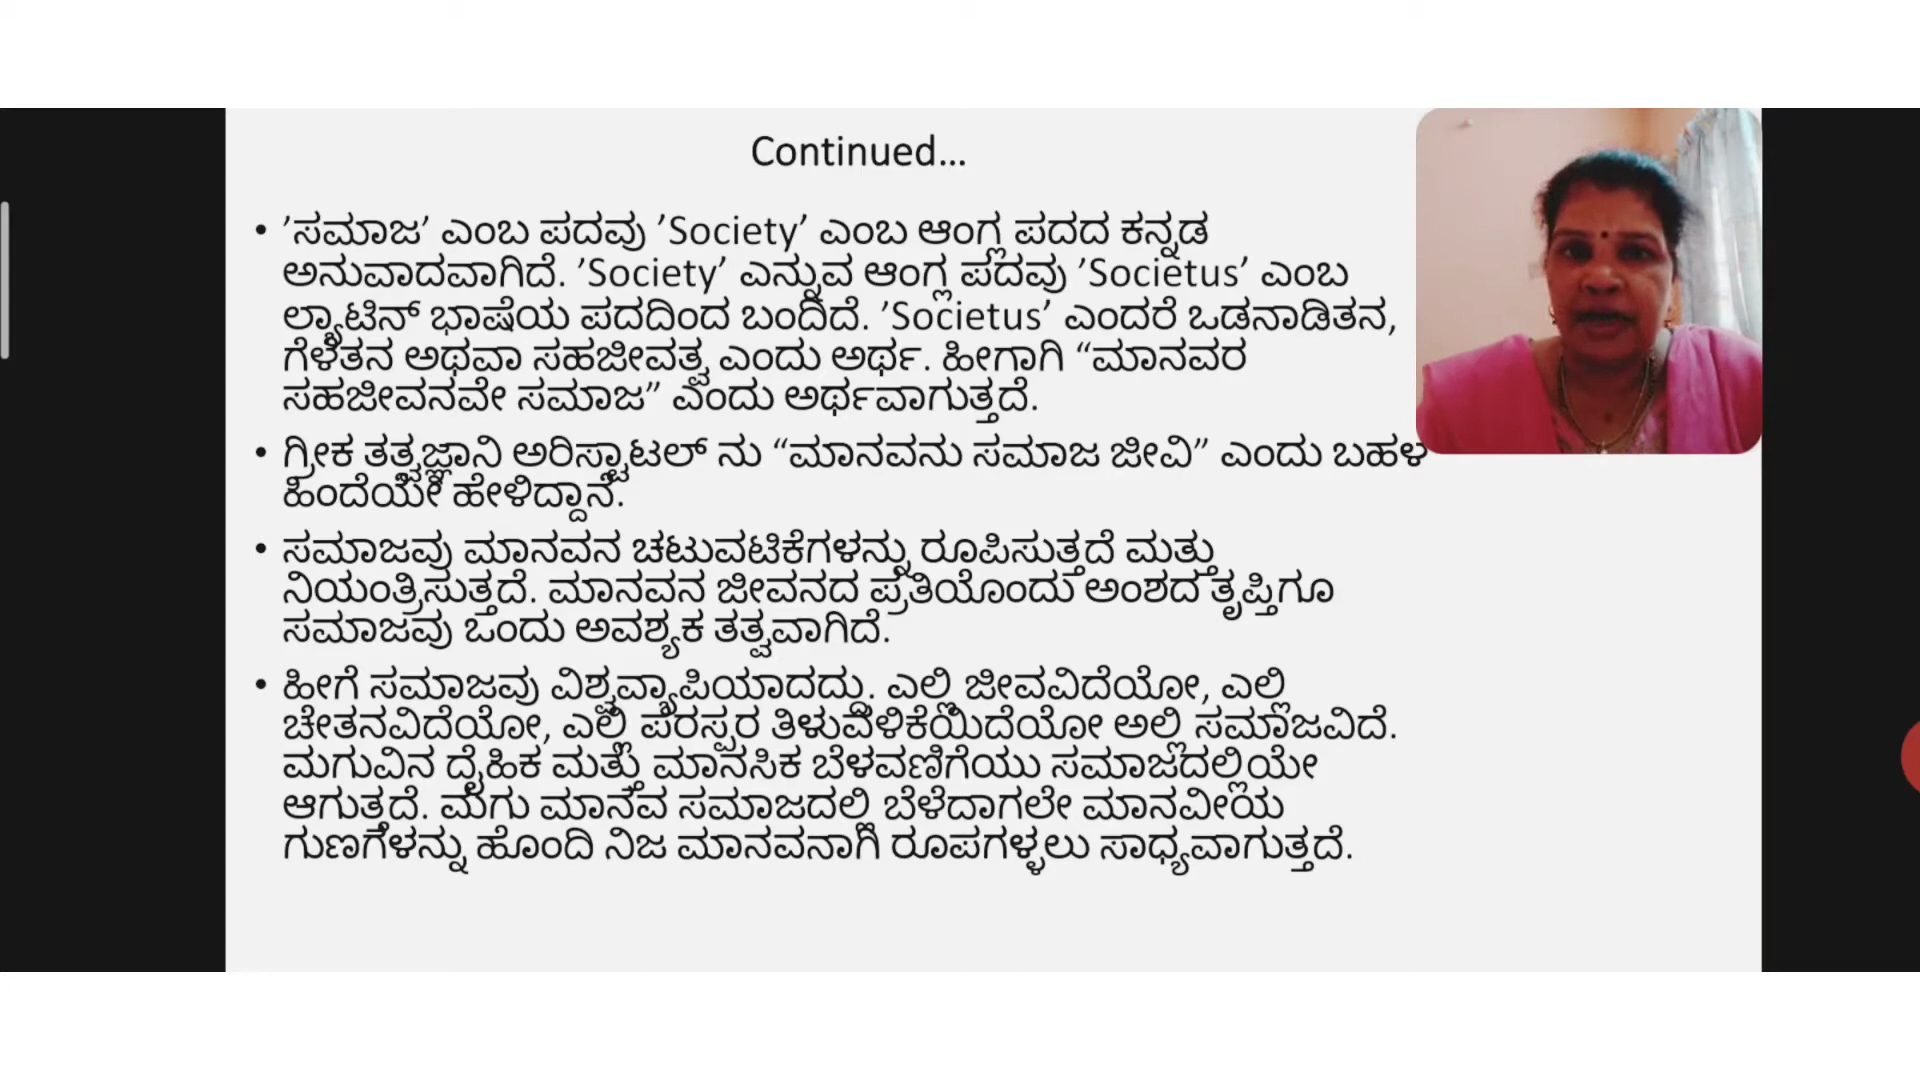 Continued...
• ’ಸಮಾಜ’ ಎಂಬ ಪದವು ’Society’ ಎಂಬ ಆಂಗ್ಲ ಪದದ ಕನ್ನಡ
ಅನುವಾದವಾಗಿದೆ. ’Society’ ಎನ್ನುವ ಆಂಗ್ಲ ಪದವು ’Societus’ ಎಂಬ
ಲ್ಯಾಟಿನ್ ಭಾಷೆಯ ಪದದಿಂದ ಬಂದಿದೆ. ’Societus’ ಎಂದರೆ ಒಡನಾಡಿತನ,
ಗೆಳೆತನ ಅಥವಾ ಸಹಜೀವತ್ವ ಎಂದು ಅರ್ಥ. ಹೀಗಾಗಿ “ಮಾನವರ
ಸಹಜೀವನವೇ ಸಮಾಜ” ಎಂದು ಅರ್ಥವಾಗುತ್ತದೆ.
• ಗ್ರೀಕ ತತ್ವಜ್ಞಾನಿ ಅರಿಸ್ಟಾಟಲ್ ನು “ಮಾನವನು ಸಮಾಜ ಜೀವಿ” ಎಂದು ಬಹಳ
ಹಿಂದೆಯೇ ಹೇಳಿದ್ದಾನೆ.
• ಸಮಾಜವು ಮಾನವನ ಚಟುವಟಿಕೆಗಳನ್ನು ರೂಪಿಸುತ್ತದೆ ಮತ್ತು
ನಿಯಂತ್ರಿಸುತ್ತದೆ. ಮಾನವನ ಜೀವನದ ಪ್ರತಿಯೊಂದು ಅಂಶದ ತೃಪ್ತಿಗೂ
ಸಮಾಜವು ಒಂದು ಅವಶ್ಯಕ ತತ್ವವಾಗಿದೆ.
• ಹೀಗೆ ಸಮಾಜವು ವಿಶ್ವವ್ಯಾಪಿಯಾದದ್ದು. ಎಲ್ಲಿ ಜೀವವಿದೆಯೋ, ಎಲ್ಲಿ
ಚೇತನವಿದೆಯೋ, ಎಲ್ಲಿ ಪರಸ್ಪರ ತಿಳುವಳಿಕೆಯಿದೆಯೋ ಅಲ್ಲಿ ಸಮಾಜವಿದೆ.
ಮಗುವಿನ ದೈಹಿಕ ಮತ್ತು ಮಾನಸಿಕ ಬೆಳವಣಿಗೆಯು ಸಮಾಜದಲ್ಲಿಯೇ
ಆಗುತ್ತದೆ. ಮಗು ಮಾನವ ಸಮಾಜದಲ್ಲಿ ಬೆಳೆದಾಗಲೇ ಮಾನವೀಯ
ಗುಣಗಳನ್ನು ಹೊಂದಿ ನಿಜ ಮಾನವನಾಗಿ ರೂಪಗಳ್ಳಲು ಸಾಧ್ಯವಾಗುತ್ತದೆ.